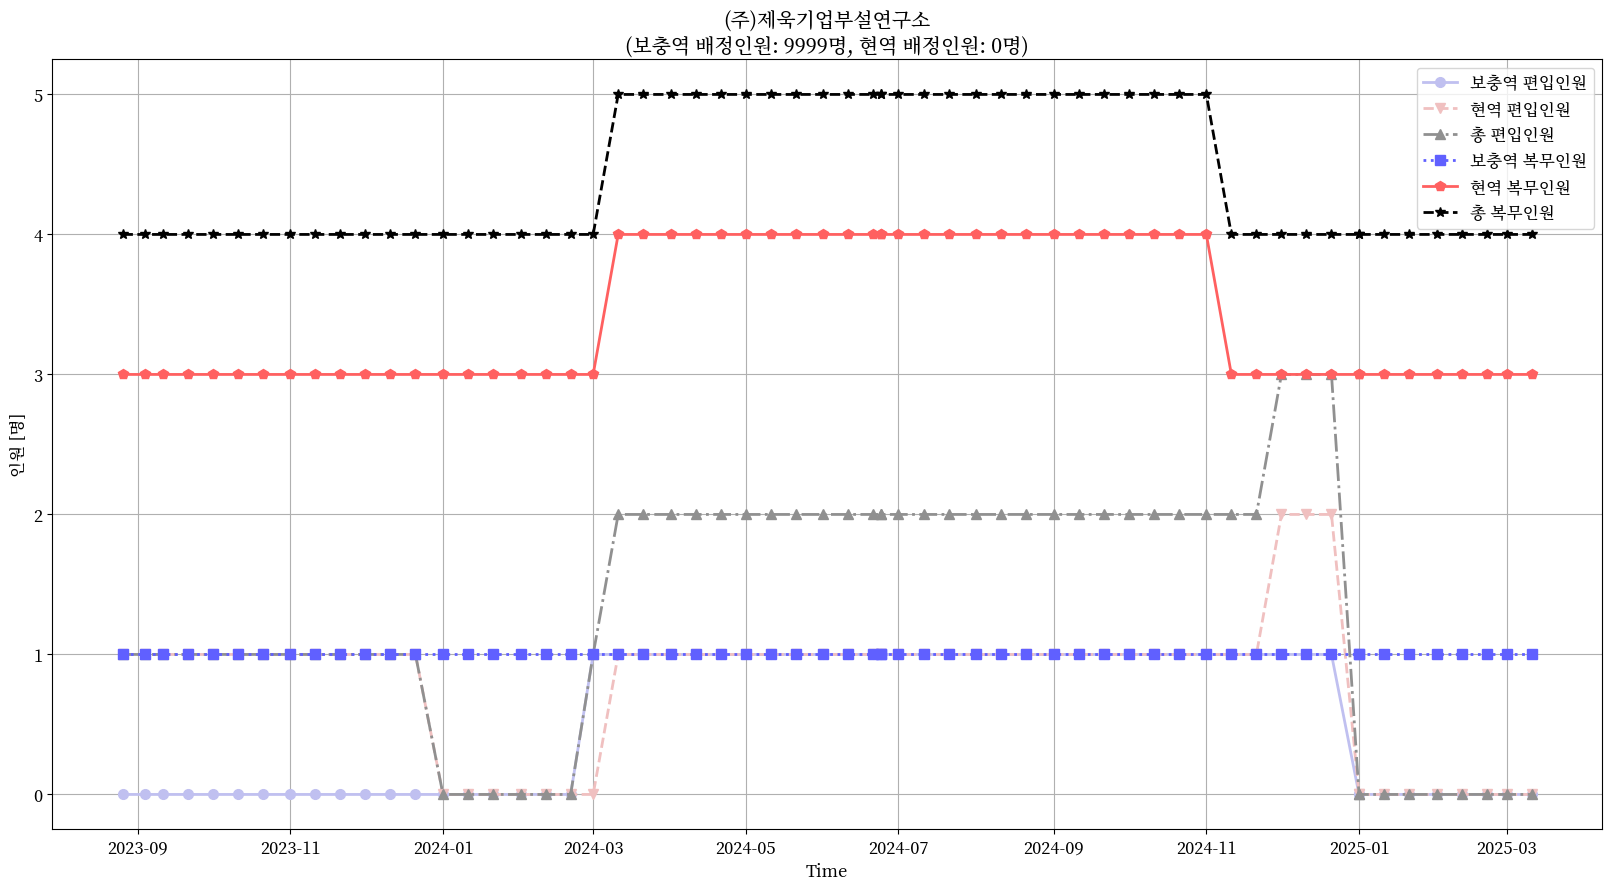 (주)제욱기업부설연구소
(보충역 배정인원: 9999명, 현역 배정인원: 0명)
보충역 편입인원
현역 편입인원
총 편입인원
보충역 복무인원
현역 복무인원
총 복무인원
인원 [명]
5
4
3
2
1
0
2023-09
2023-11
2024-01
2024-03
2024-05
2024-07
2024-09
2024-11
2025-01
2025-03
Time